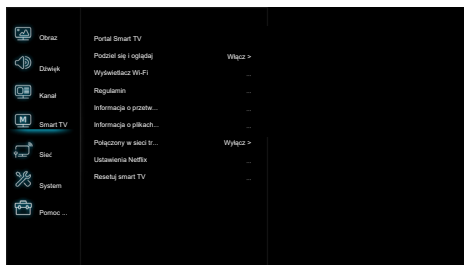 Obraz
Dźwięk
Kanał
M
Smart TV
Sieć
System
Pomoc ...
Portal Smart TV
Podziel się i oglądaj Włącz >
Wyświetlacz Wi-Fi ...
Regulamin ...
Informacja o przetw... ...
Informacja o plikach... ...
Połączony w sieci tr... Wyłącz >
Ustawienia Netflix ...
Resetuj smart TV ...